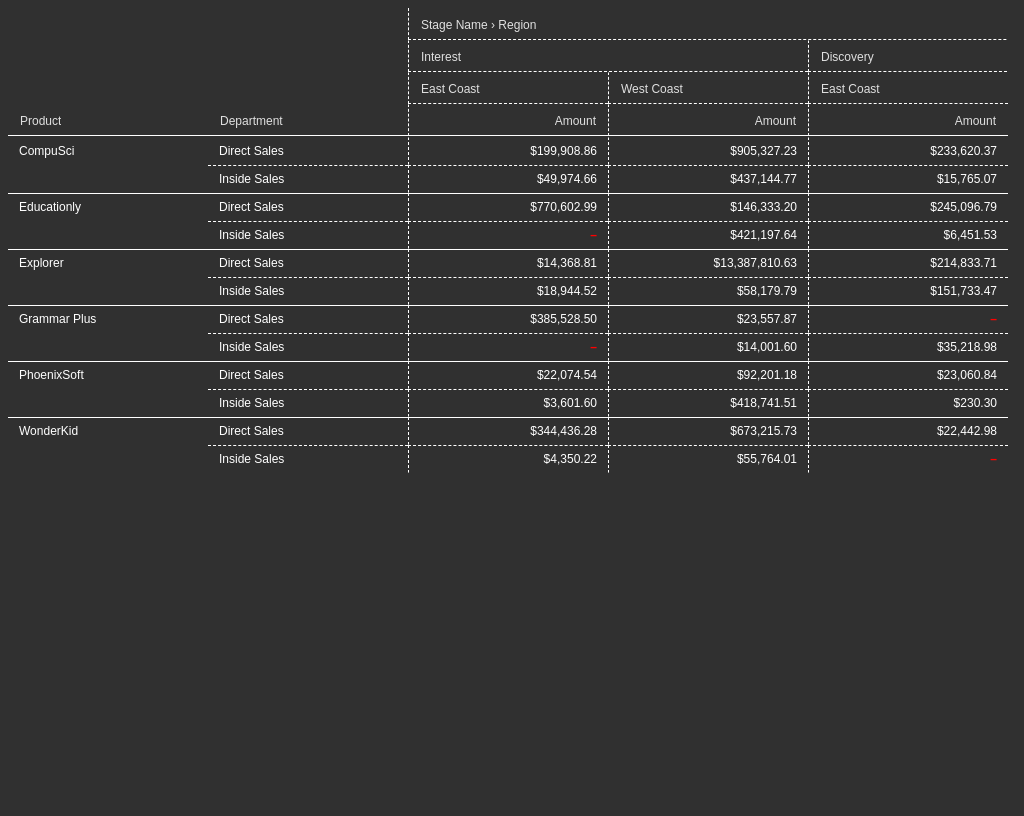 Stage Name › Region
Interest Discovery
East Coast West Coast East Coast
Product Department Amount Amount Amount
CompuSci Direct Sales $199,908.86 $905,327.23 $233,620.37
Inside Sales $49,974.66 $437,144.77 $15,765.07
Educationly Direct Sales $770,602.99 $146,333.20 $245,096.79
Inside Sales – $421,197.64 $6,451.53
Explorer Direct Sales $14,368.81 $13,387,810.63 $214,833.71
Inside Sales $18,944.52 $58,179.79 $151,733.47
Grammar Plus Direct Sales $385,528.50 $23,557.87 –
Inside Sales – $14,001.60 $35,218.98
PhoenixSoft Direct Sales $22,074.54 $92,201.18 $23,060.84
Inside Sales $3,601.60 $418,741.51 $230.30
WonderKid Direct Sales $344,436.28 $673,215.73 $22,442.98
Inside Sales $4,350.22 $55,764.01 –